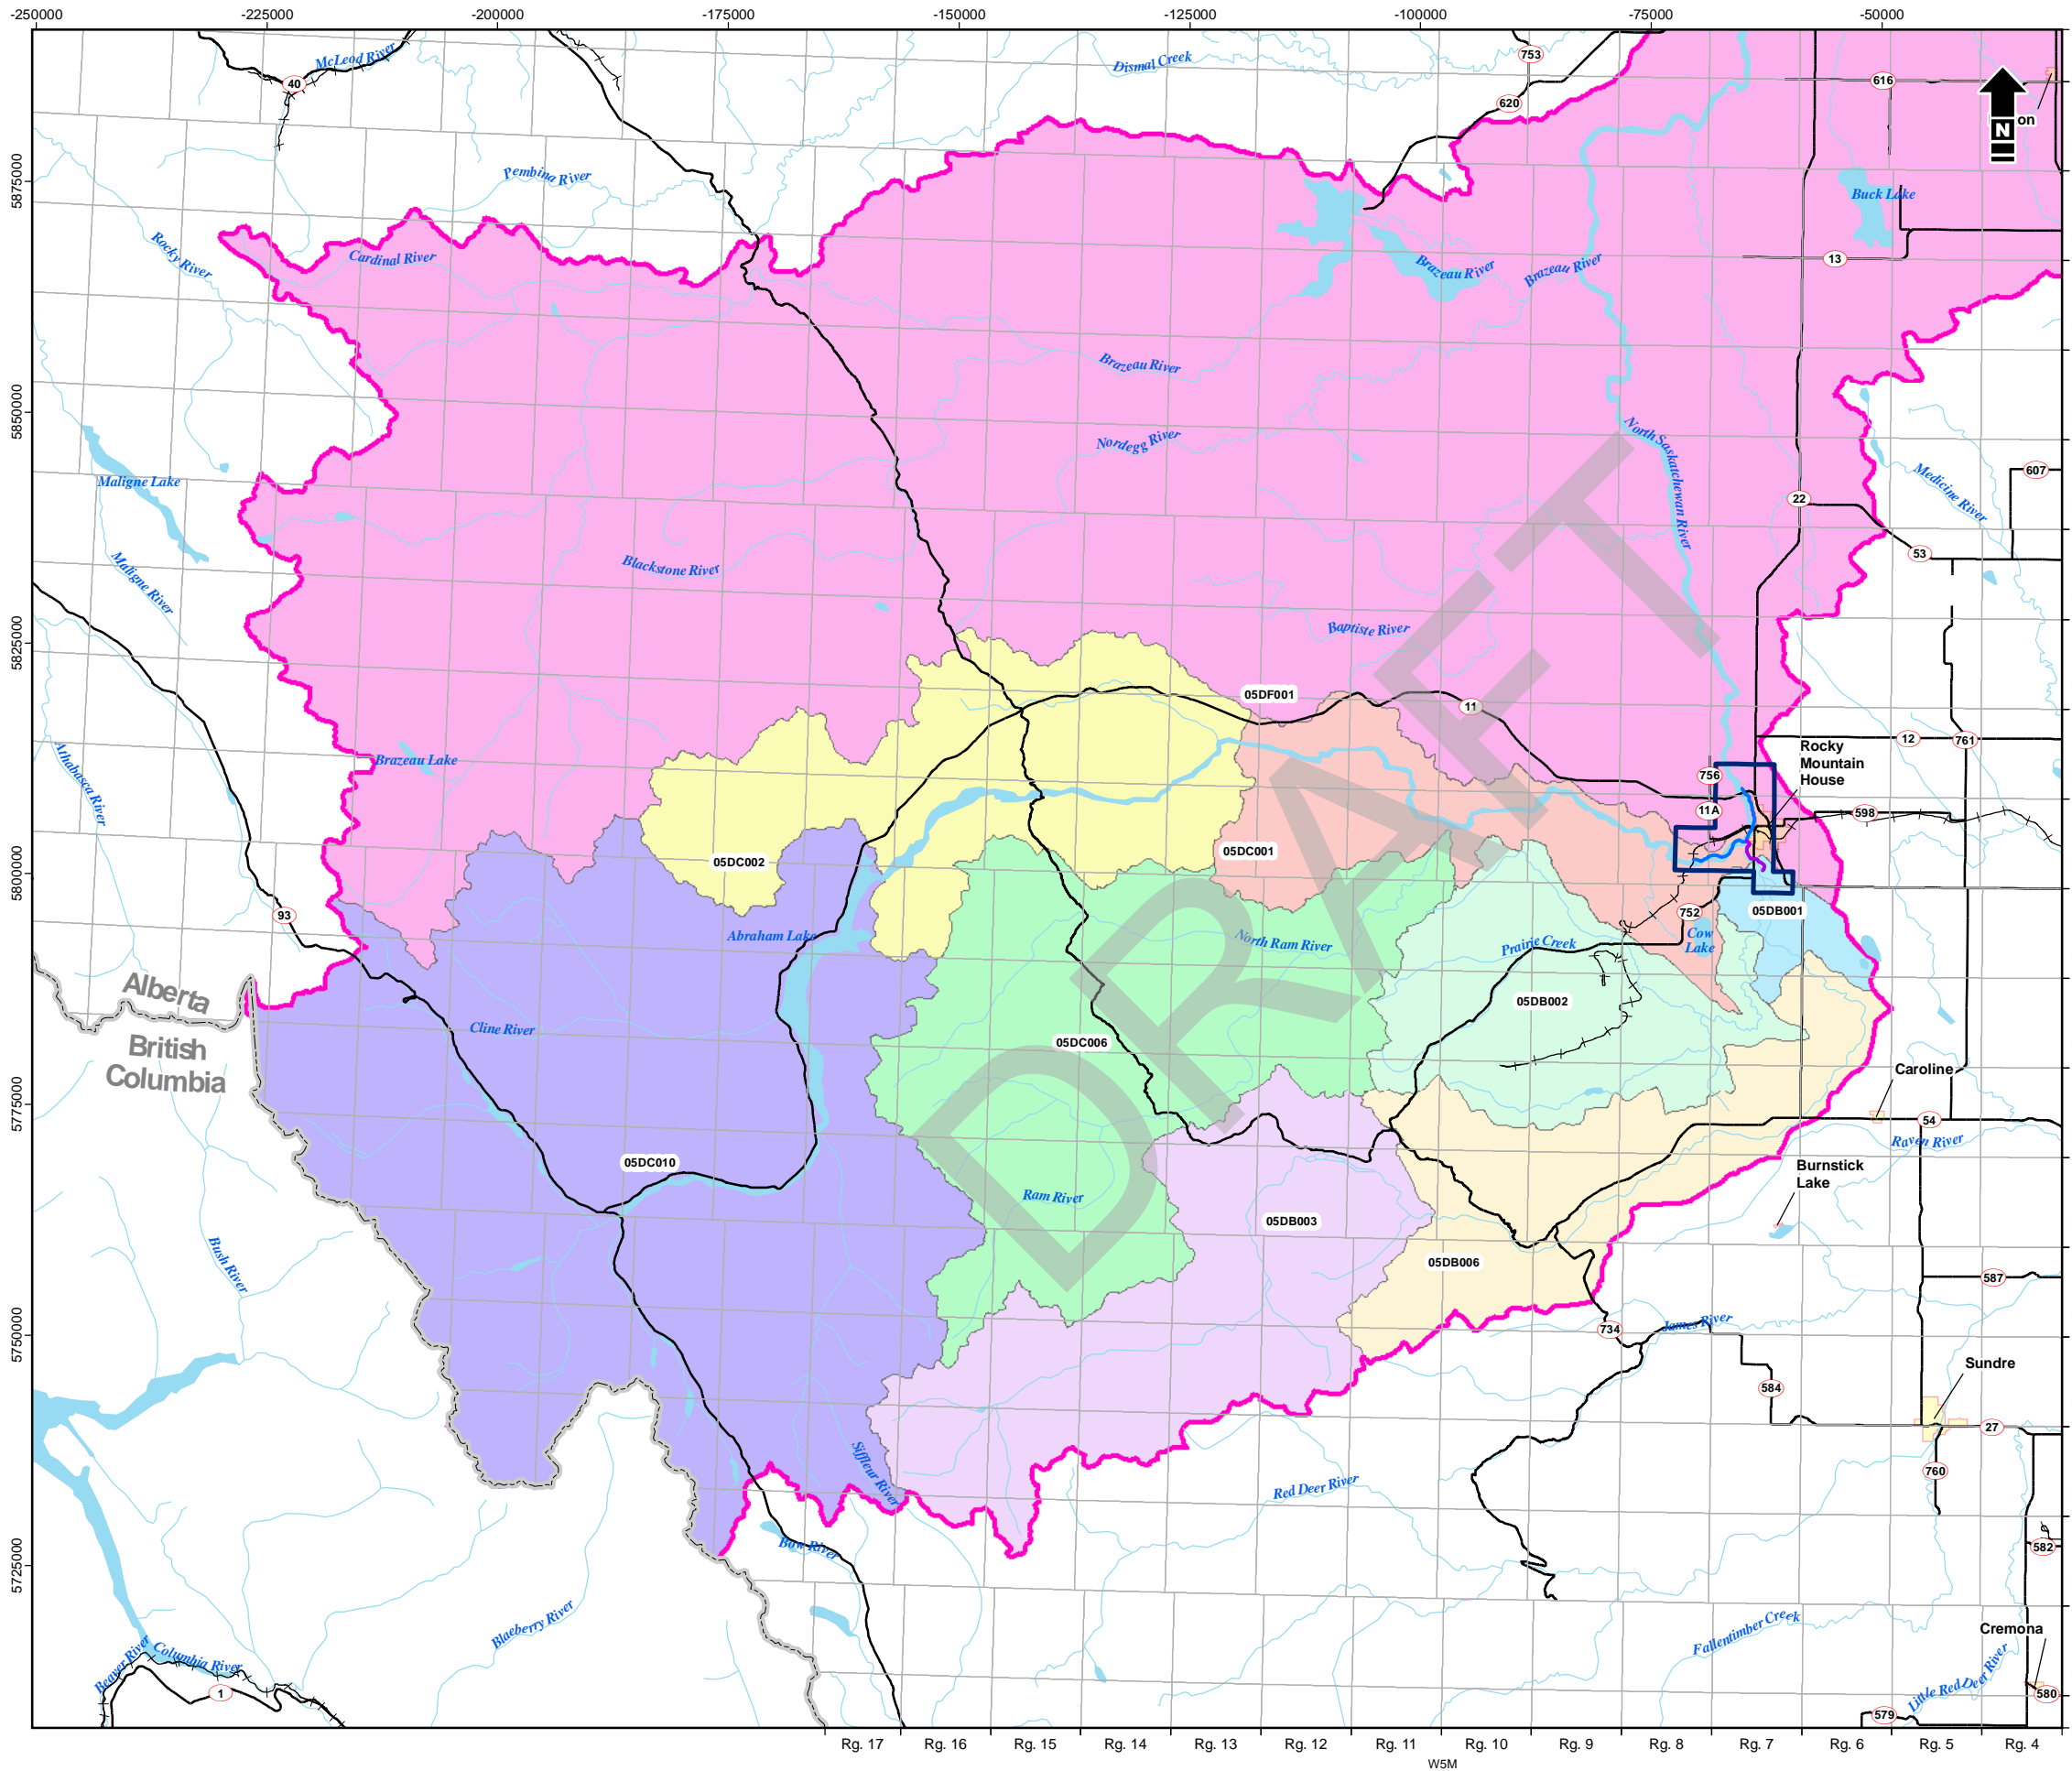 -250000
-225000
-200000
-175000
-150000
-125000
-100000
-75000
-50000
McLeod River
40
Dismal Creek
753
620
616
N
on
5875000
Pembina River
Buck Lake
Rocky River
Cardinal River
Brazeau River
Brazeau River
13
Brazeau River
5850000
Nordegg River
North Saskatchewan River
607
Maligne Lake
22
Medicine River
53
Maligne River
Blackstone River
5825000
Baptiste River
05DF001
11
12
761
Athabasca River
Brazeau Lake
Rocky
Mountain
House
756
11A
598
5800000
05DC002
05DC001
93
752
05DB001
Abraham Lake
North Ram River
Prairie Creek
Cow
Lake
Alberta
British
Columbia
Cline River
05DB002
05DC006
DRAFT
5775000
Caroline
54
Raven River
05DC010
Burnstick
Lake
Ram River
05DB003
Bush River
05DB006
587
5750000
734
James River
Sundre
584
27
Siffleur River
760
Red Deer River
5725000
Bow River
582
Blaeberry River
Fallentimber Creek
Cremona
Beaver River
Columbia River
Little Red Deer River
1
580
579
Rg. 17
Rg. 16
Rg. 15
Rg. 14
Rg. 13
Rg. 12
Rg. 11
Rg. 10
Rg. 9
Rg. 8
Rg. 7
Rg. 6
Rg. 5
Rg. 4
W5M